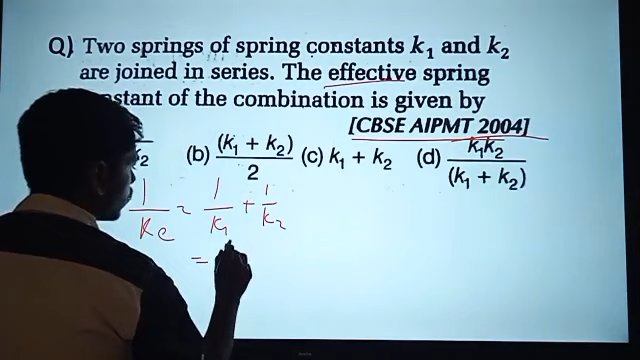 Q) Two springs of spring constants k₁ and k₂
are joined in series. The effective spring
constant of the combination is given by
[CBSE AIPMT 2004]
(b) (k₁ + k₂)/2 (c) k₁ + k₂ (d) k₁k₂/(k₁ + k₂)
1/Ke = 1/K₁ + 1/K₂
=